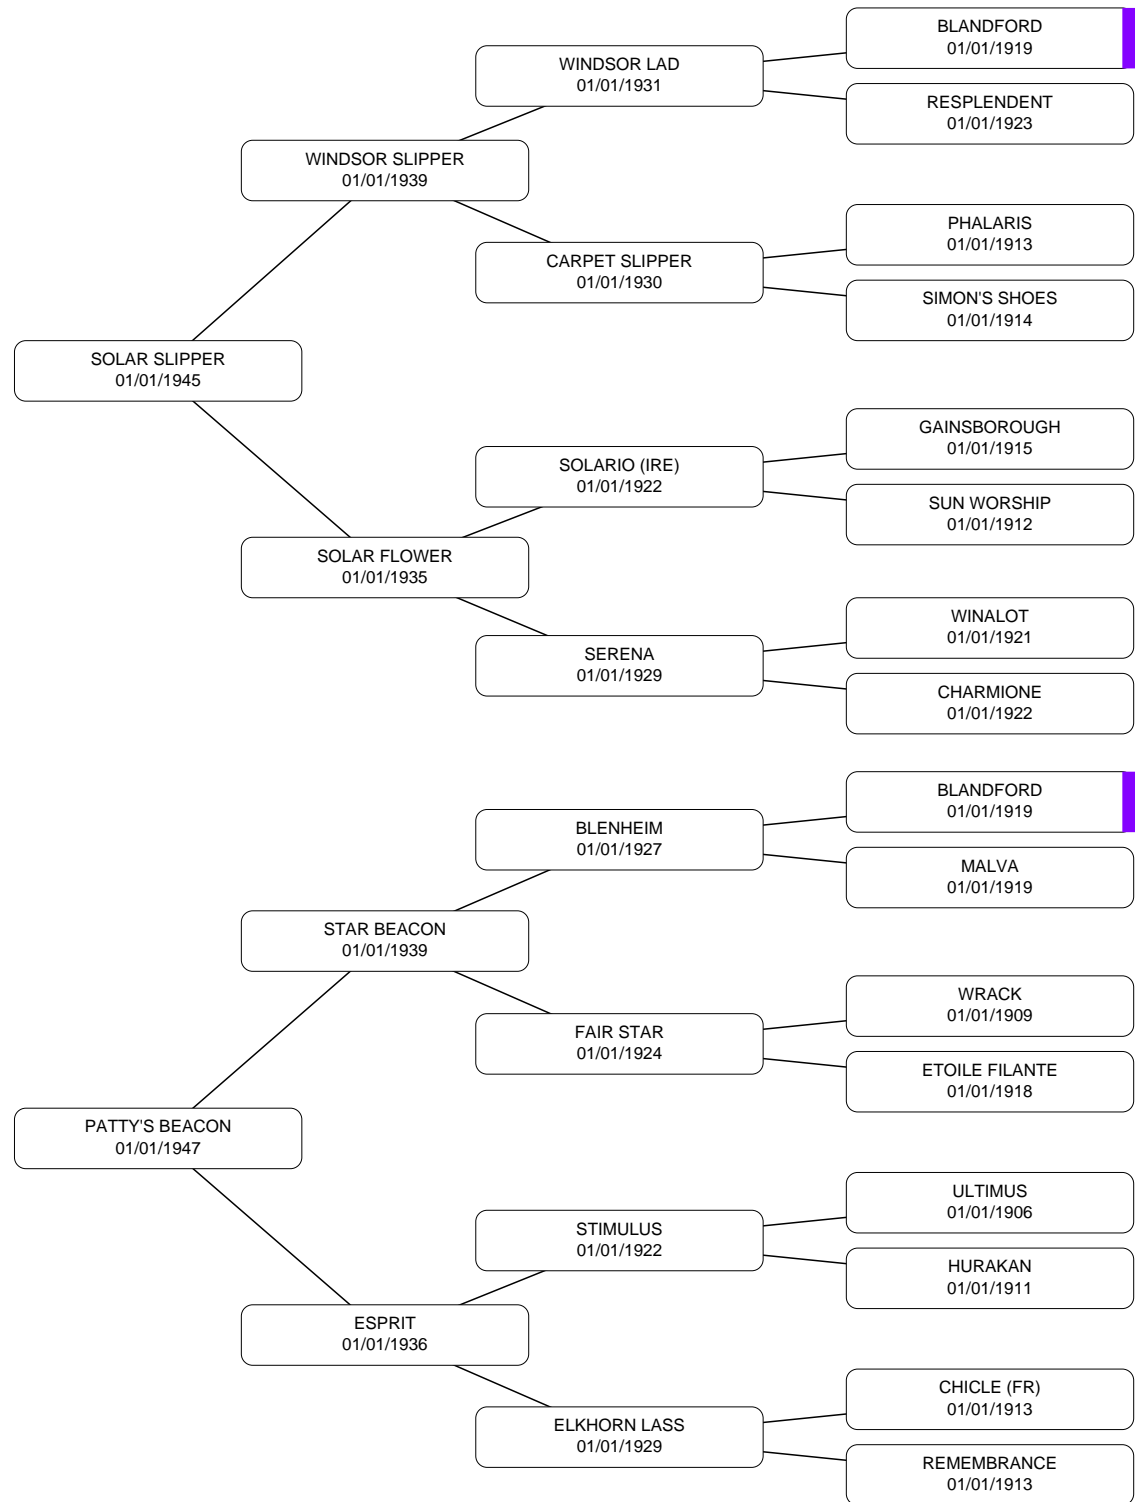 BLANDFORD
01/01/1919
WINDSOR LAD
01/01/1931
RESPLENDENT
01/01/1923
WINDSOR SLIPPER
01/01/1939
PHALARIS
01/01/1913
CARPET SLIPPER
01/01/1930
SIMON'S SHOES
01/01/1914
SOLAR SLIPPER
01/01/1945
GAINSBOROUGH
01/01/1915
SOLARIO (IRE)
01/01/1922
SUN WORSHIP
01/01/1912
SOLAR FLOWER
01/01/1935
WINALOT
01/01/1921
SERENA
01/01/1929
CHARMIONE
01/01/1922
BLANDFORD
01/01/1919
BLENHEIM
01/01/1927
MALVA
01/01/1919
STAR BEACON
01/01/1939
WRACK
01/01/1909
FAIR STAR
01/01/1924
ETOILE FILANTE
01/01/1918
PATTY'S BEACON
01/01/1947
ULTIMUS
01/01/1906
STIMULUS
01/01/1922
HURAKAN
01/01/1911
ESPRIT
01/01/1936
CHICLE (FR)
01/01/1913
ELKHORN LASS
01/01/1929
REMEMBRANCE
01/01/1913